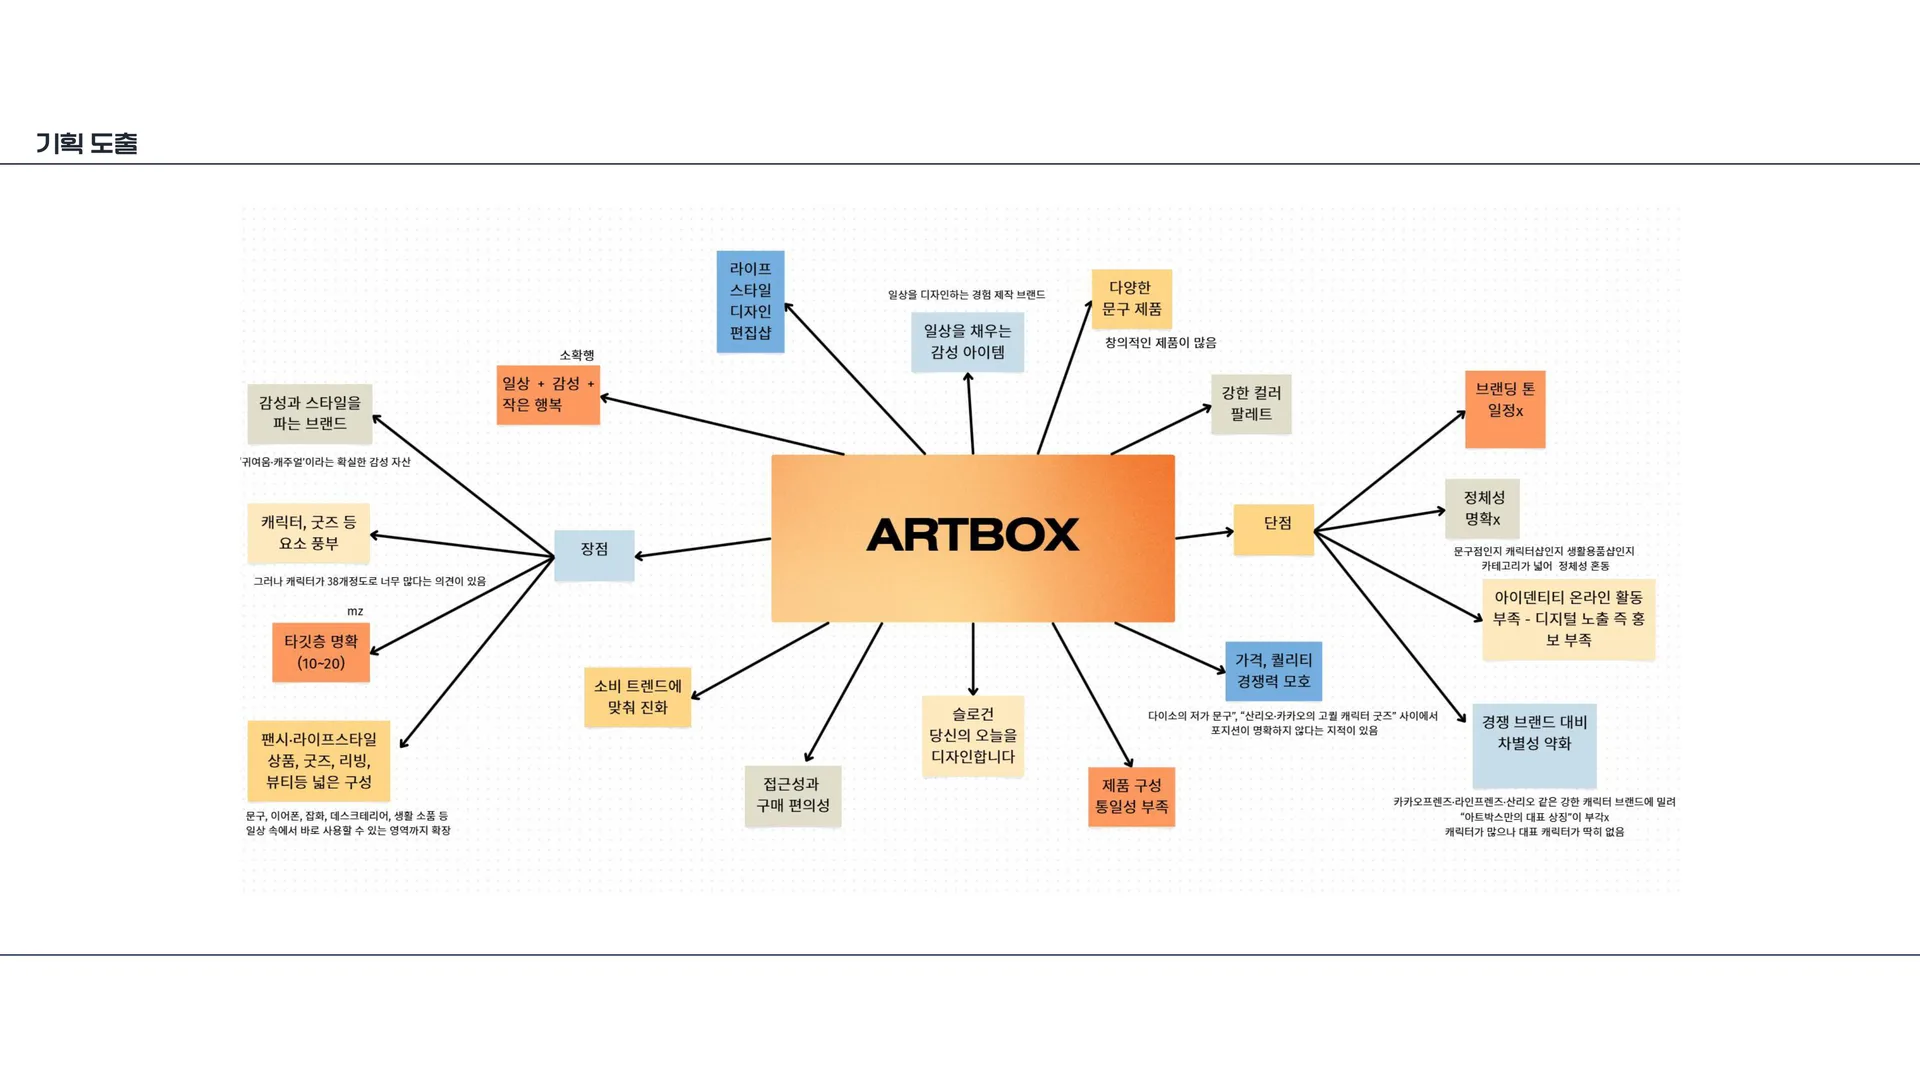 기획 도출
라이프
스타일
디자인
편집샵
일상을 디자인하는 경험 제작 브랜드
일상을 채우는
감성 아이템
다양한
문구 제품
창의적인 제품이 많음
소확행
일상 + 감성 +
작은 행복
강한 컬러
팔레트
브랜딩 톤
일정x
감성과 스타일을
파는 브랜드
'귀여움·캐주얼'이라는 확실한 감성 자산
캐릭터, 굿즈 등
요소 풍부
그러나 캐릭터가 38개정도로 너무 많다는 의견이 있음
mz
타깃층 명확
(10~20)
팬시·라이프스타일
상품, 굿즈, 리빙,
뷰티등 넓은 구성
문구, 이어폰, 잡화, 데스크테리어, 생활 소품 등
일상 속에서 바로 사용할 수 있는 영역까지 확장
장점
ARTBOX
단점
정체성
명확x
문구점인지 캐릭터샵인지 생활용품샵인지
카테고리가 넓어 정체성 혼동
아이덴티티 온라인 활동
부족 - 디지털 노출 즉 홍
보 부족
경쟁 브랜드 대비
차별성 약화
카카오프렌즈·라인프렌즈·산리오 같은 강한 캐릭터 브랜드에 밀려
“아트박스만의 대표 상징”이 부각x
캐릭터가 많으나 대표 캐릭터가 딱히 없음
소비 트렌드에
맞춰 진화
접근성과
구매 편의성
슬로건
당신의 오늘을
디자인합니다
제품 구성
통일성 부족
가격, 퀄리티
경쟁력 모호
다이소의 저가 문구”, “산리오·카카오의 고퀄 캐릭터 굿즈” 사이에서
포지션이 명확하지 않다는 지적이 있음